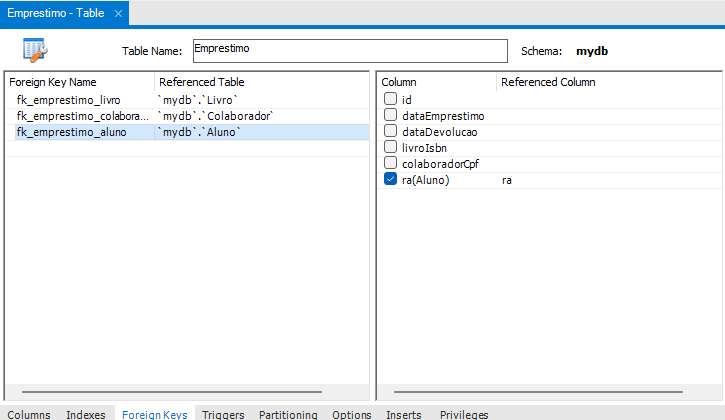 Emprestimo - Table ×
Table Name: Emprestimo Schema: mydb
Foreign Key Name Referenced Table
fk_emprestimo_livro `mydb`.`Livro`
fk_emprestimo_colabora... `mydb`.`Colaborador`
fk_emprestimo_aluno `mydb`.`Aluno`
Column Referenced Column
id
dataEmprestimo
dataDevolucao
livroIsbn
colaboradorCpf
ra(Aluno) ra
Columns Indexes Foreign Keys Triggers Partitioning Options Inserts Privileges